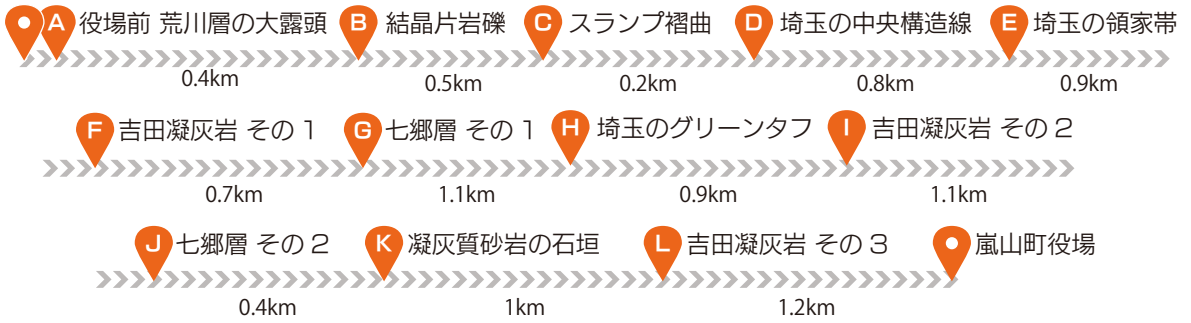 A 役場前 荒川層の大露頭 B 結晶片岩礫 C スランプ褶曲 D 埼玉の中央構造線 E 埼玉の領家帯
0.4km 0.5km 0.2km 0.8km 0.9km
F 吉田凝灰岩 その1 G 七郷層 その1 H 埼玉のグリーンタフ I 吉田凝灰岩 その2
0.7km 1.1km 0.9km 1.1km
J 七郷層 その2 K 凝灰質砂岩の石垣 L 吉田凝灰岩 その3 嵐山町役場
0.4km 1km 1.2km